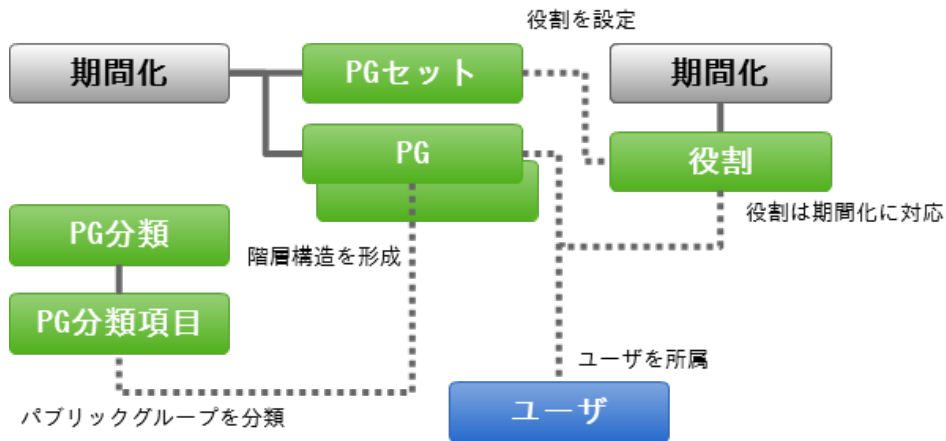 役割を設定
期間化
PGセット
期間化
PG
役割
役割は期間化に対応
PG分類
階層構造を形成
PG分類項目
ユーザを所属
パブリックグループを分類
ユーザ